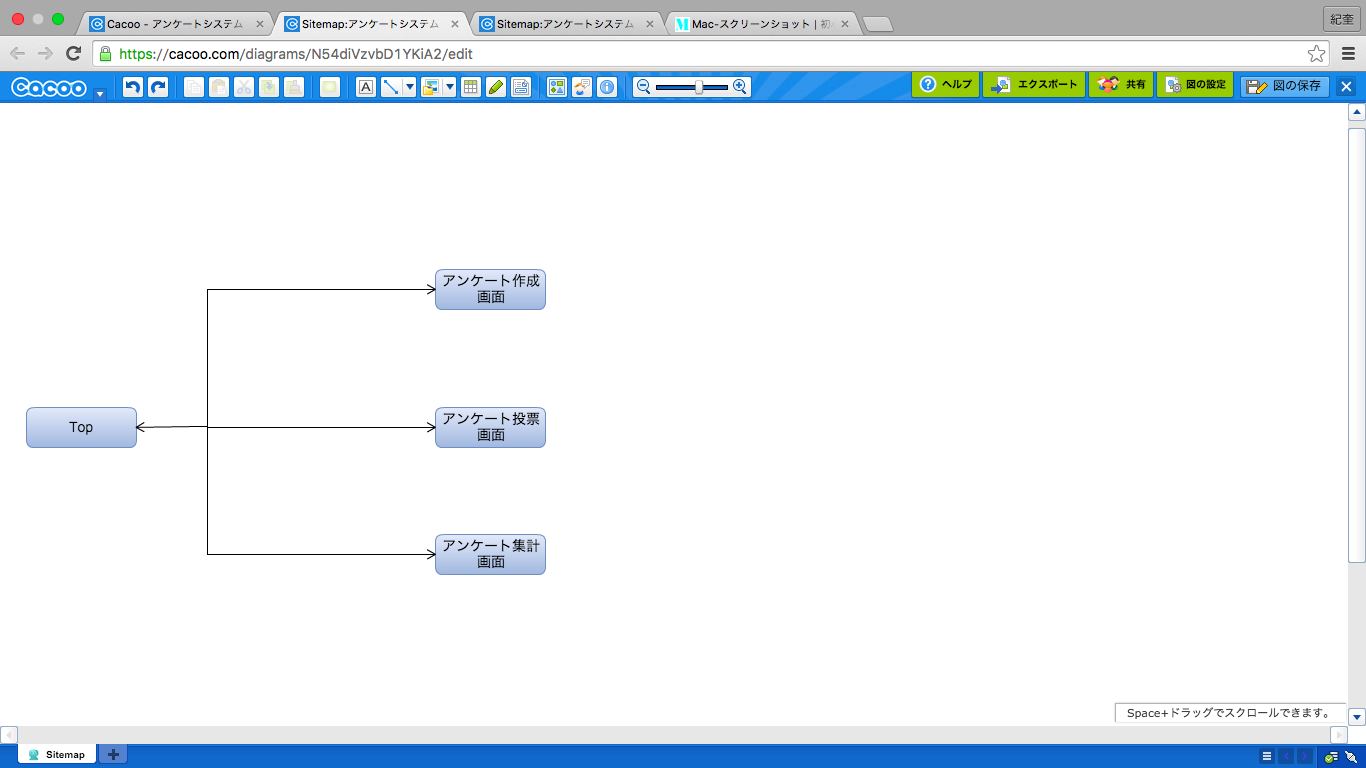 Cacoo - アンケートシステム
Sitemap:アンケートシステム
Sitemap:アンケートシステム
Mac-スクリーンショット | 初
紀奎
https://cacoo.com/diagrams/N54diVzvbD1YKiA2/edit
cacoo
A
ヘルプ
エクスポート
共有
図の設定
図の保存
アンケート作成
画面
Top
アンケート投票
画面
アンケート集計
画面
Space+ドラッグでスクロールできます。
Sitemap